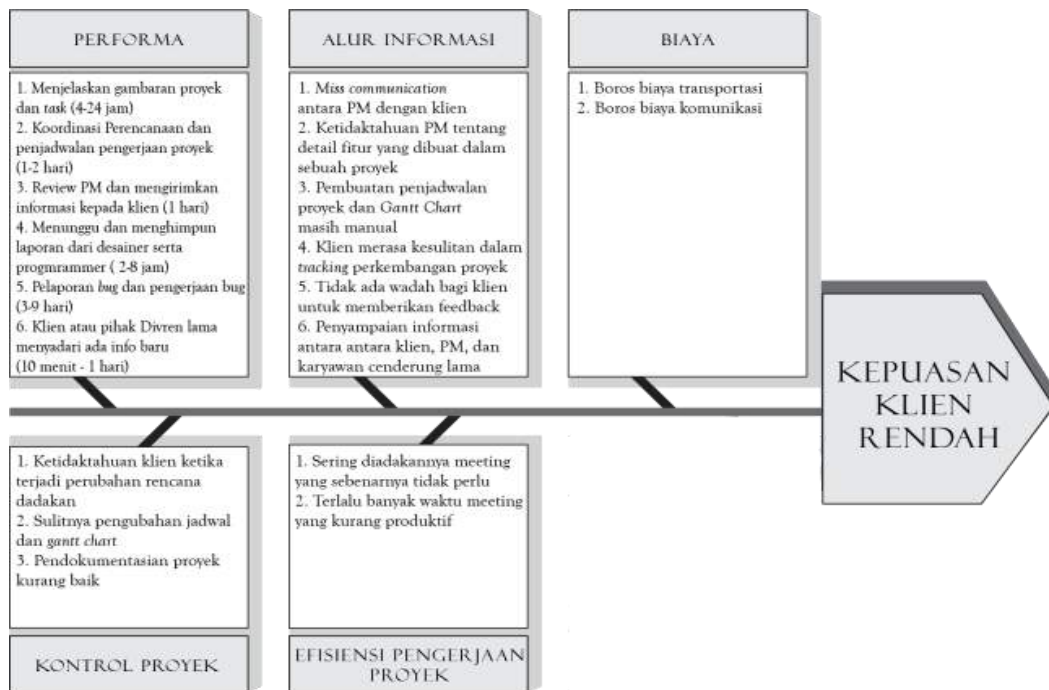 PERFORMA
1. Menjelaskan gambaran proyek
dan task (4-24 jam)
2. Koordinasi Perencanaan dan
penjadwalan pengerjaan proyek
(1-2 hari)
3. Review PM dan mengirimkan
informasi kepada klien (1 hari)
4. Menunggu dan menghimpun
laporan dari desainer serta
progmrammer ( 2-8 jam)
5. Pelaporan bug dan pengerjaan bug
(3-9 hari)
6. Klien atau pihak Divren lama
menyadari ada info baru
(10 menit - 1 hari)
ALUR INFORMASI
1. Miss communication
antara PM dengan klien
2. Ketidaktahuan PM tentang
detail fitur yang dibuat dalam
sebuah proyek
3. Pembuatan penjadwalan
proyek dan Gantt Chart
masih manual
4. Klien merasa kesulitan dalam
tracking perkembangan proyek
5. Tidak ada wadah bagi klien
untuk memberikan feedback
6. Penyampaian informasi
antara antara klien, PM, dan
karyawan cenderung lama
BIAYA
1. Boros biaya transportasi
2. Boros biaya komunikasi
KEPUASAN
KLIEN
RENDAH
1. Ketidaktahuan klien ketika
terjadi perubahan rencana
dadakan
2. Sulitnya pengubahan jadwal
dan gantt chart
3. Pendokumentasian proyek
kurang baik
KONTROL PROYEK
1. Sering diadakannya meeting
yang sebenarnya tidak perlu
2. Terlalu banyak waktu meeting
yang kurang produktif
EFISIENSI PENGERJAAN
PROYEK